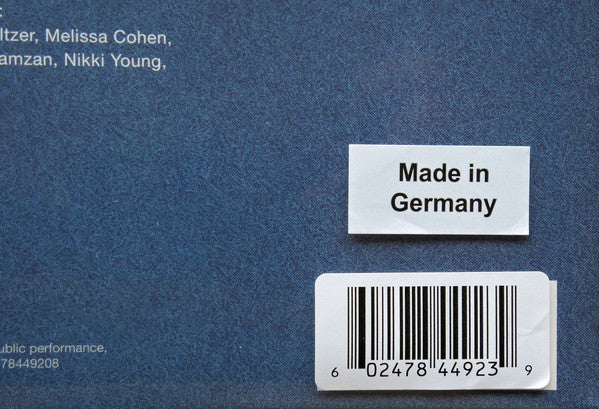 :
ltzer, Melissa Cohen,
amzan, Nikki Young,
Made in
Germany
ublic performance,
78449208
6 02478 44923 9